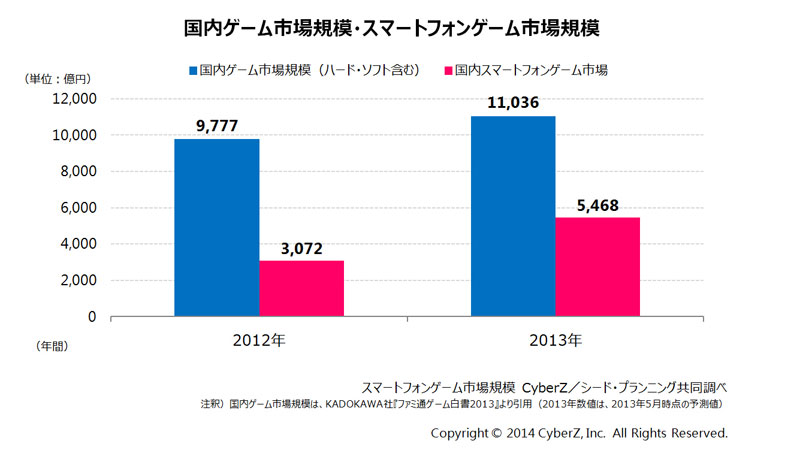 国内ゲーム市場規模・スマートフォンゲーム市場規模
国内ゲーム市場規模（ハード・ソフト含む） 国内スマートフォンゲーム市場
（単位：億円）
12,000
10,000
8,000
6,000
4,000
2,000
0
9,777
3,072
11,036
5,468
2012年
2013年
（年間）
スマートフォンゲーム市場規模 CyberZ／シード・プランニング共同調べ
注釈）国内ゲーム市場規模は、KADOKAWA社『ファミ通ゲーム白書2013』より引用（2013年数値は、2013年5月時点の予測値）
Copyright © 2014 CyberZ, Inc. All Rights Reserved.